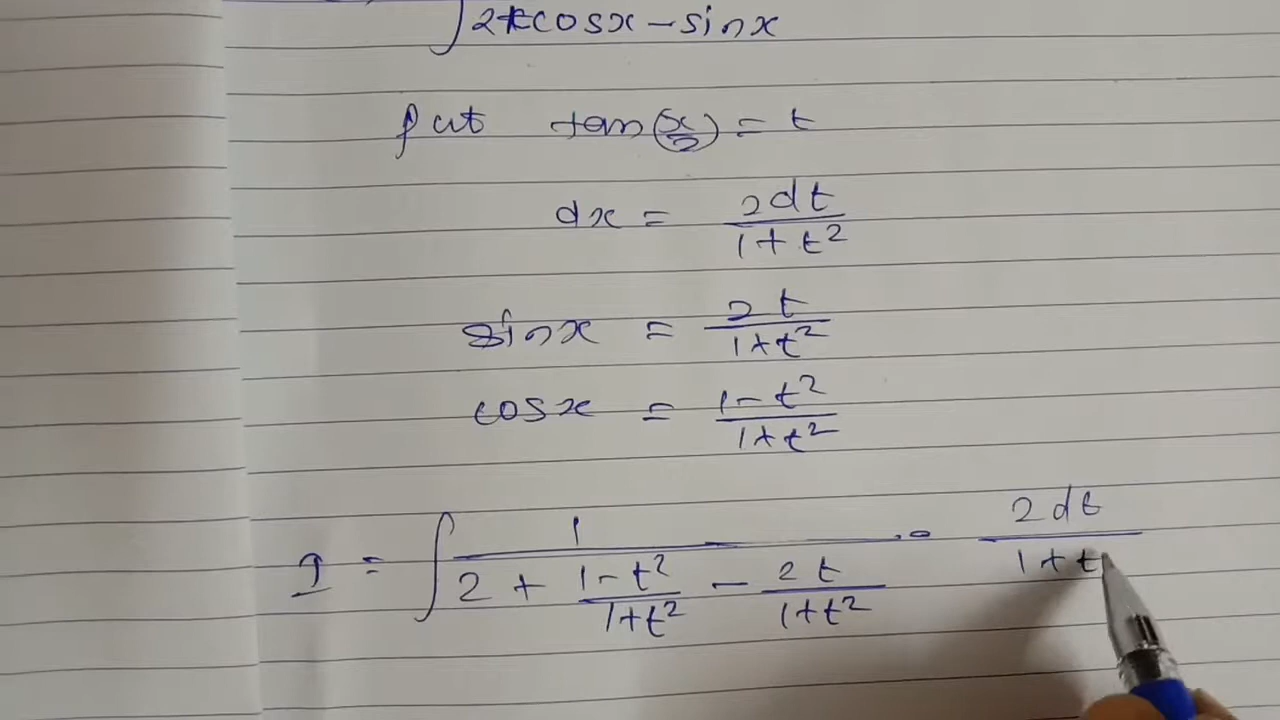 ∫ 2+cosx - sinx
put tan(x/2) = t
dx = 2dt/1+t²
sinx = 2t/1+t²
cosx = 1-t²/1+t²
I = ∫ 1/(2 + 1-t²/1+t² - 2t/1+t²) · 2dt/1+t